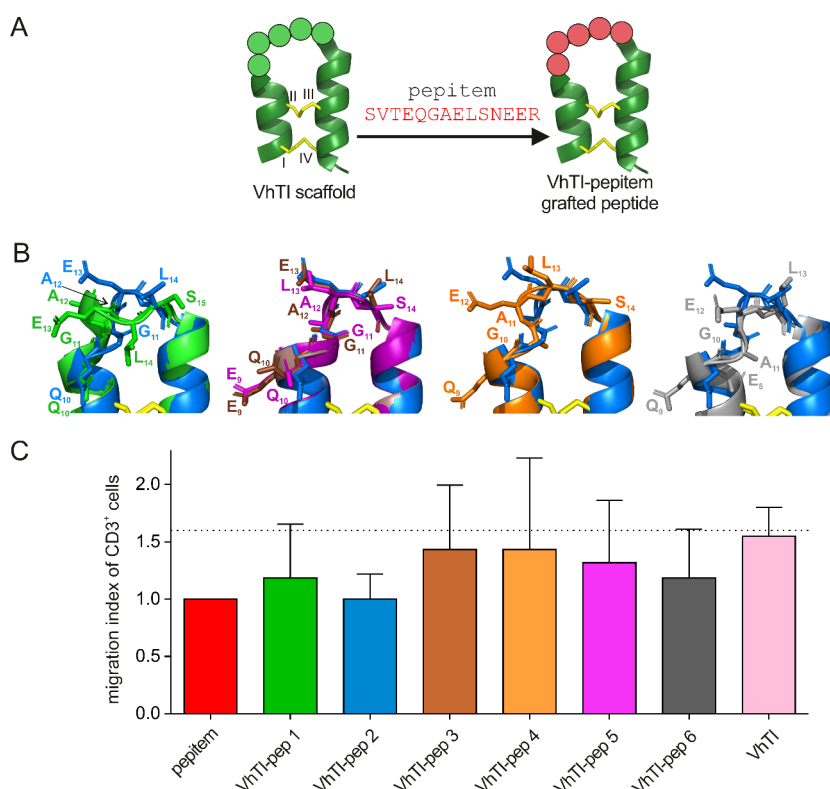 A
II III
I IV
VhTI scaffold
pepitem
SVTEQGAELSNEER
VhTI-pepitem
grafted peptide
B
E13
A12
L14
A12
S15
E13
G11
G11
L14
Q10
Q10
E13
L14
L13
A12
S14
A12
G11
G11
Q10
E9
Q10
E9
L13
E12
S14
A11
G10
Q9
L13
E12
G10
A11
E8
Q9
C
migration index of CD3+ cells
2.0
1.5
1.0
0.5
0.0
pepitem
VhTI-pep 1
VhTI-pep 2
VhTI-pep 3
VhTI-pep 4
VhTI-pep 5
VhTI-pep 6
VhTI